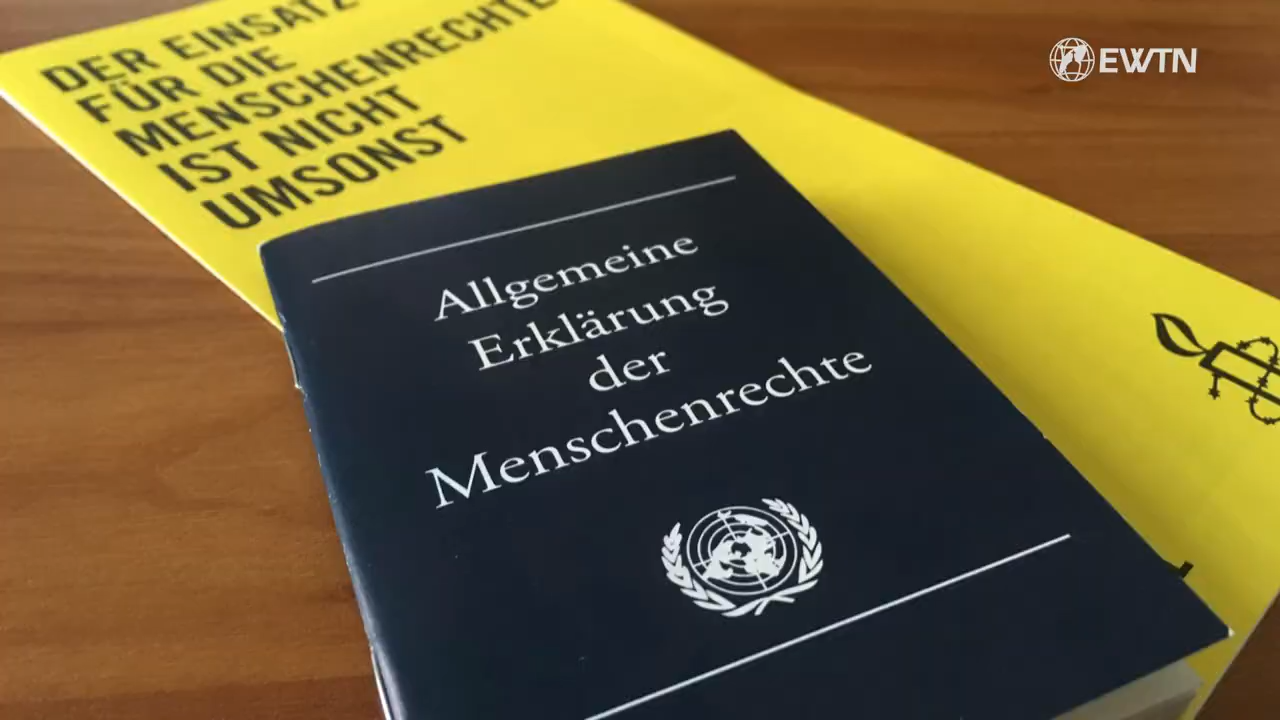 EWTN
DER EINSATZ
FÜR DIE
MENSCHENRECHTE
IST NICHT
UMSONST
Allgemeine
Erklärung
der
Menschenrechte